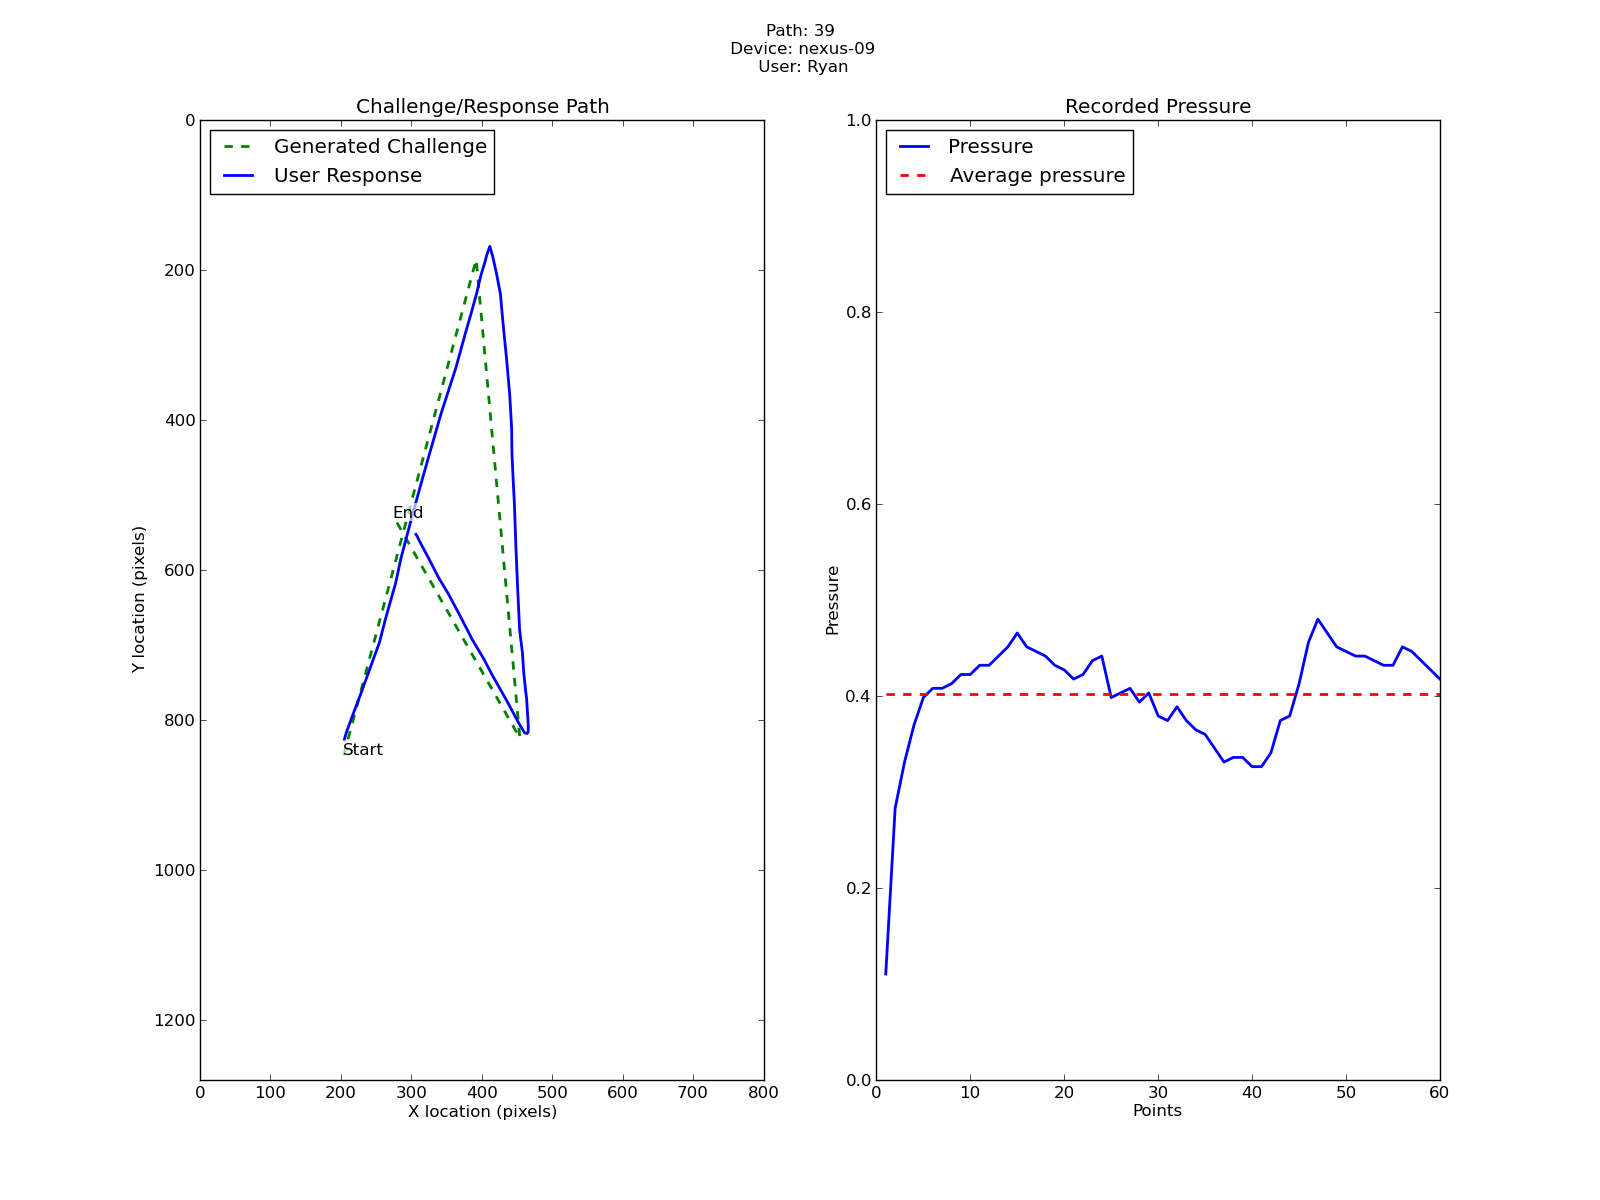 Path: 39
Device: nexus-09
User: Ryan
Challenge/Response Path
Generated Challenge
User Response
0
200
400
600
800
1000
1200
Y location (pixels)
End
Start
0 100 200 300 400 500 600 700 800
X location (pixels)
Recorded Pressure
Pressure
Average pressure
1.0
0.8
0.6
0.4
0.2
0.0
Pressure
0 10 20 30 40 50 60
Points